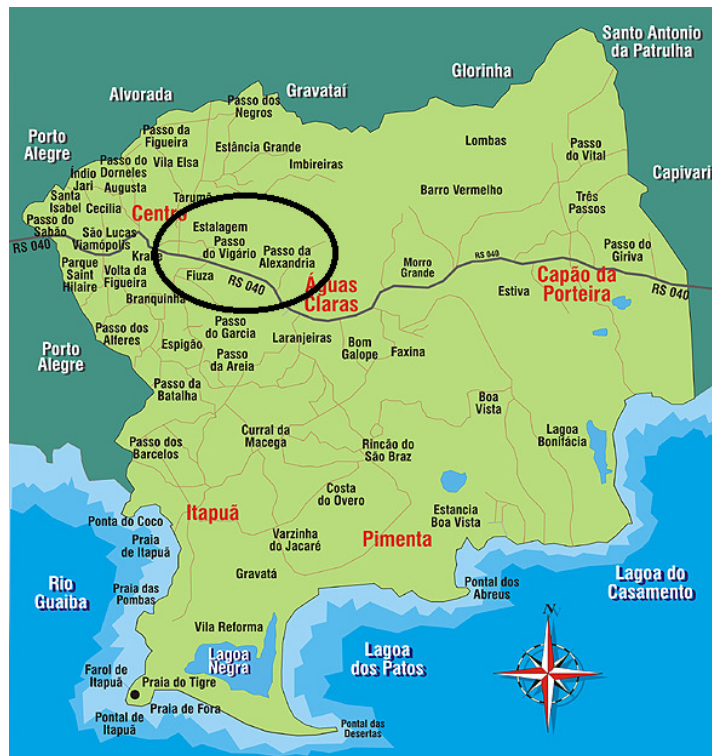 Santo Antonio
da Patrulha
Glorinha
Gravataí
Alvorada
Passo dos
Negros
Porto
Alegre
Passo da
Figueira
Estância Grande
Lombas
Passo
do Vital
Passo do
Dorneles
Vila Elsa
Imbireiras
Capivari
Índio
Jari
Augusta
Barro Vermelho
Santa
Isabel
Cecilia
Tarumã
Três
Passos
Centro
Estalagem
Passo do
Sabão
São Lucas
Viamópolis
Passo
do Vigário
Passo da
Alexandria
Passo do
Giriva
RS 040
Krahe
RS 040
Morro
Grande
Capão da
Porteira
Parque
Saint
Hilaire
Volta da
Figueira
Fiuza
RS 040
Águas
Claras
Estiva
RS 040
Branquinha
Passo dos
Alferes
Passo
do Garcia
Laranjeiras
Bom
Galope
Faxina
Espigão
Porto
Alegre
Passo
da Areia
Passo da
Batalha
Boa
Vista
Curral da
Macega
Lagoa
Bonifácia
Passo dos
Barcelos
Rincão do
São Braz
Costa
do Overo
Itapuã
Estancia
Boa Vista
Ponta do Coco
Varzinha
do Jacaré
Pimenta
Praia
de Itapuã
Gravatá
Rio
Guaiba
Praia das
Pombas
Pontal dos
Abreus
Lagoa do
Casamento
N
Vila Reforma
Lagoa
Negra
Lagoa
dos Patos
Farol de
Itapuã
Praia do Tigre
Praia de Fora
Pontal de
Itapuã
Pontal das
Desertas